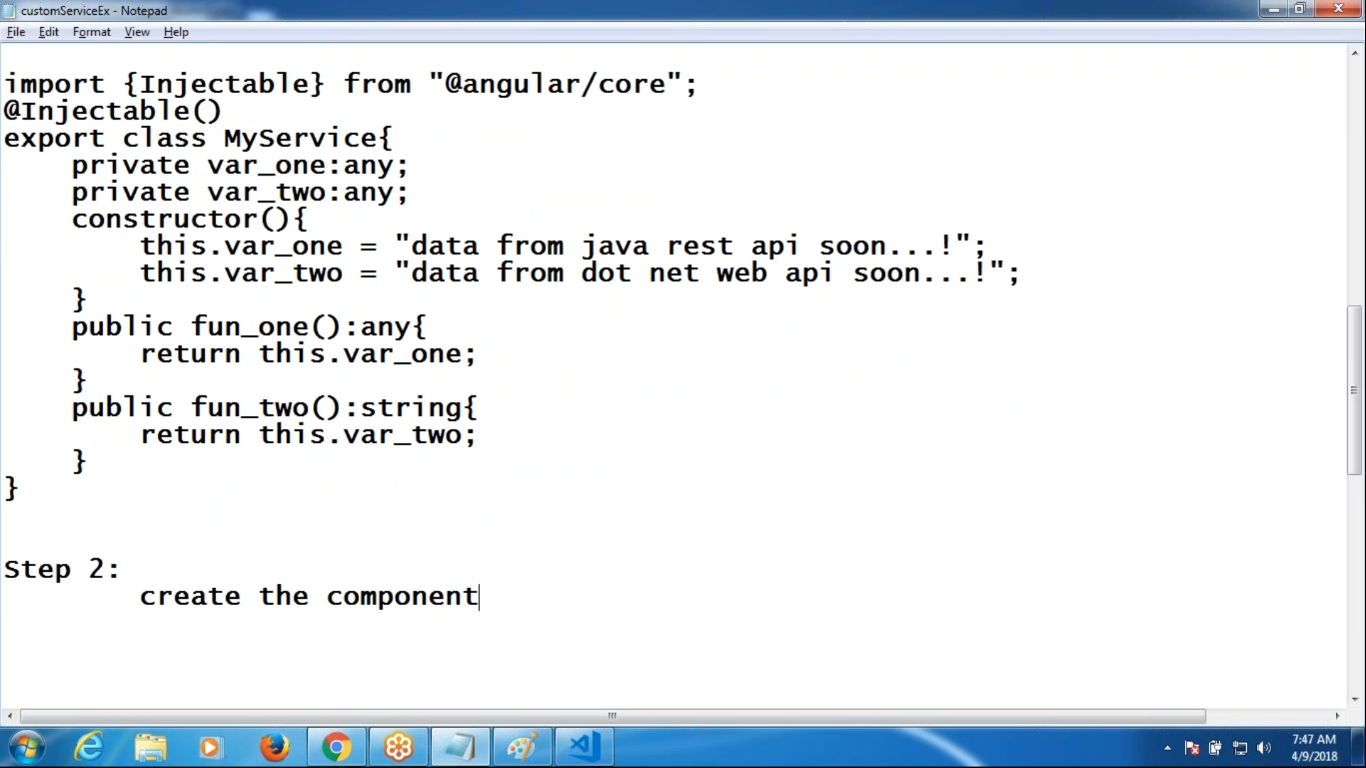 customServiceEx - Notepad
File Edit Format View Help
import {Injectable} from "@angular/core";
@Injectable()
export class MyService{
    private var_one:any;
    private var_two:any;
    constructor(){
        this.var_one = "data from java rest api soon...!";
        this.var_two = "data from dot net web api soon...!";
    }
    public fun_one():any{
        return this.var_one;
    }
    public fun_two():string{
        return this.var_two;
    }
}
Step 2:
        create the component
7:47 AM
4/9/2018